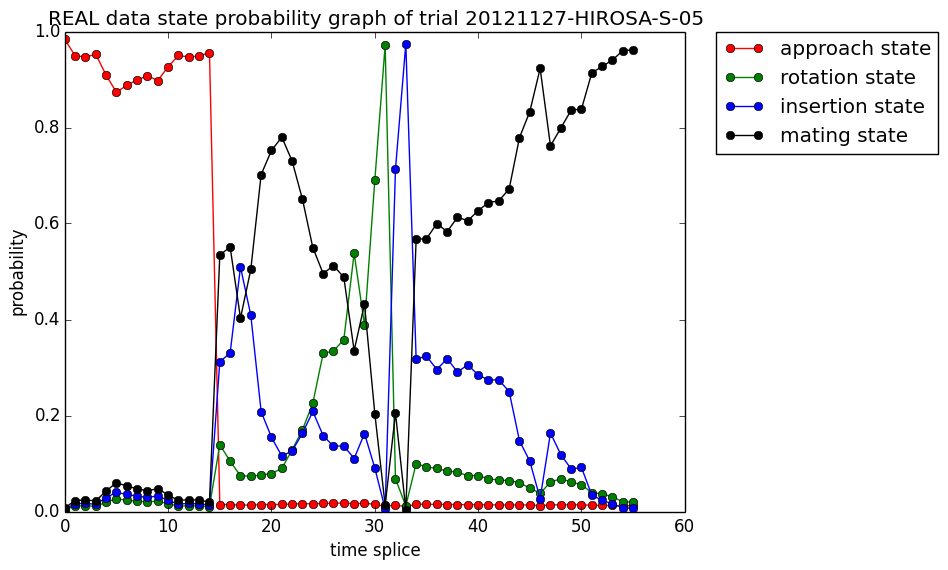 REAL data state probability graph of trial 20121127-HIROSA-S-05
1.0
0.8
0.6
0.4
0.2
0.0
probability
0 10 20 30 40 50 60
time splice
approach state
rotation state
insertion state
mating state